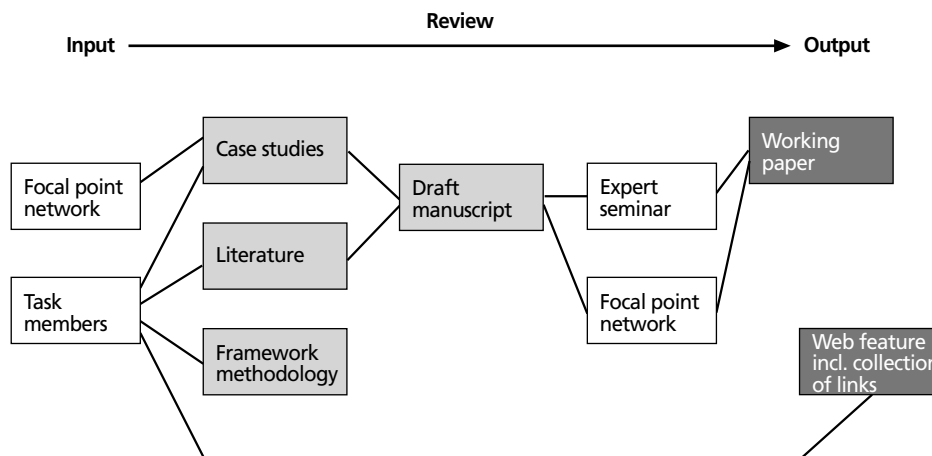 Review
Input
Output
Case studies
Working
paper
Focal point
network
Draft
manuscript
Expert
seminar
Literature
Task
members
Focal point
network
Framework
methodology
Web feature
incl. collection
of links